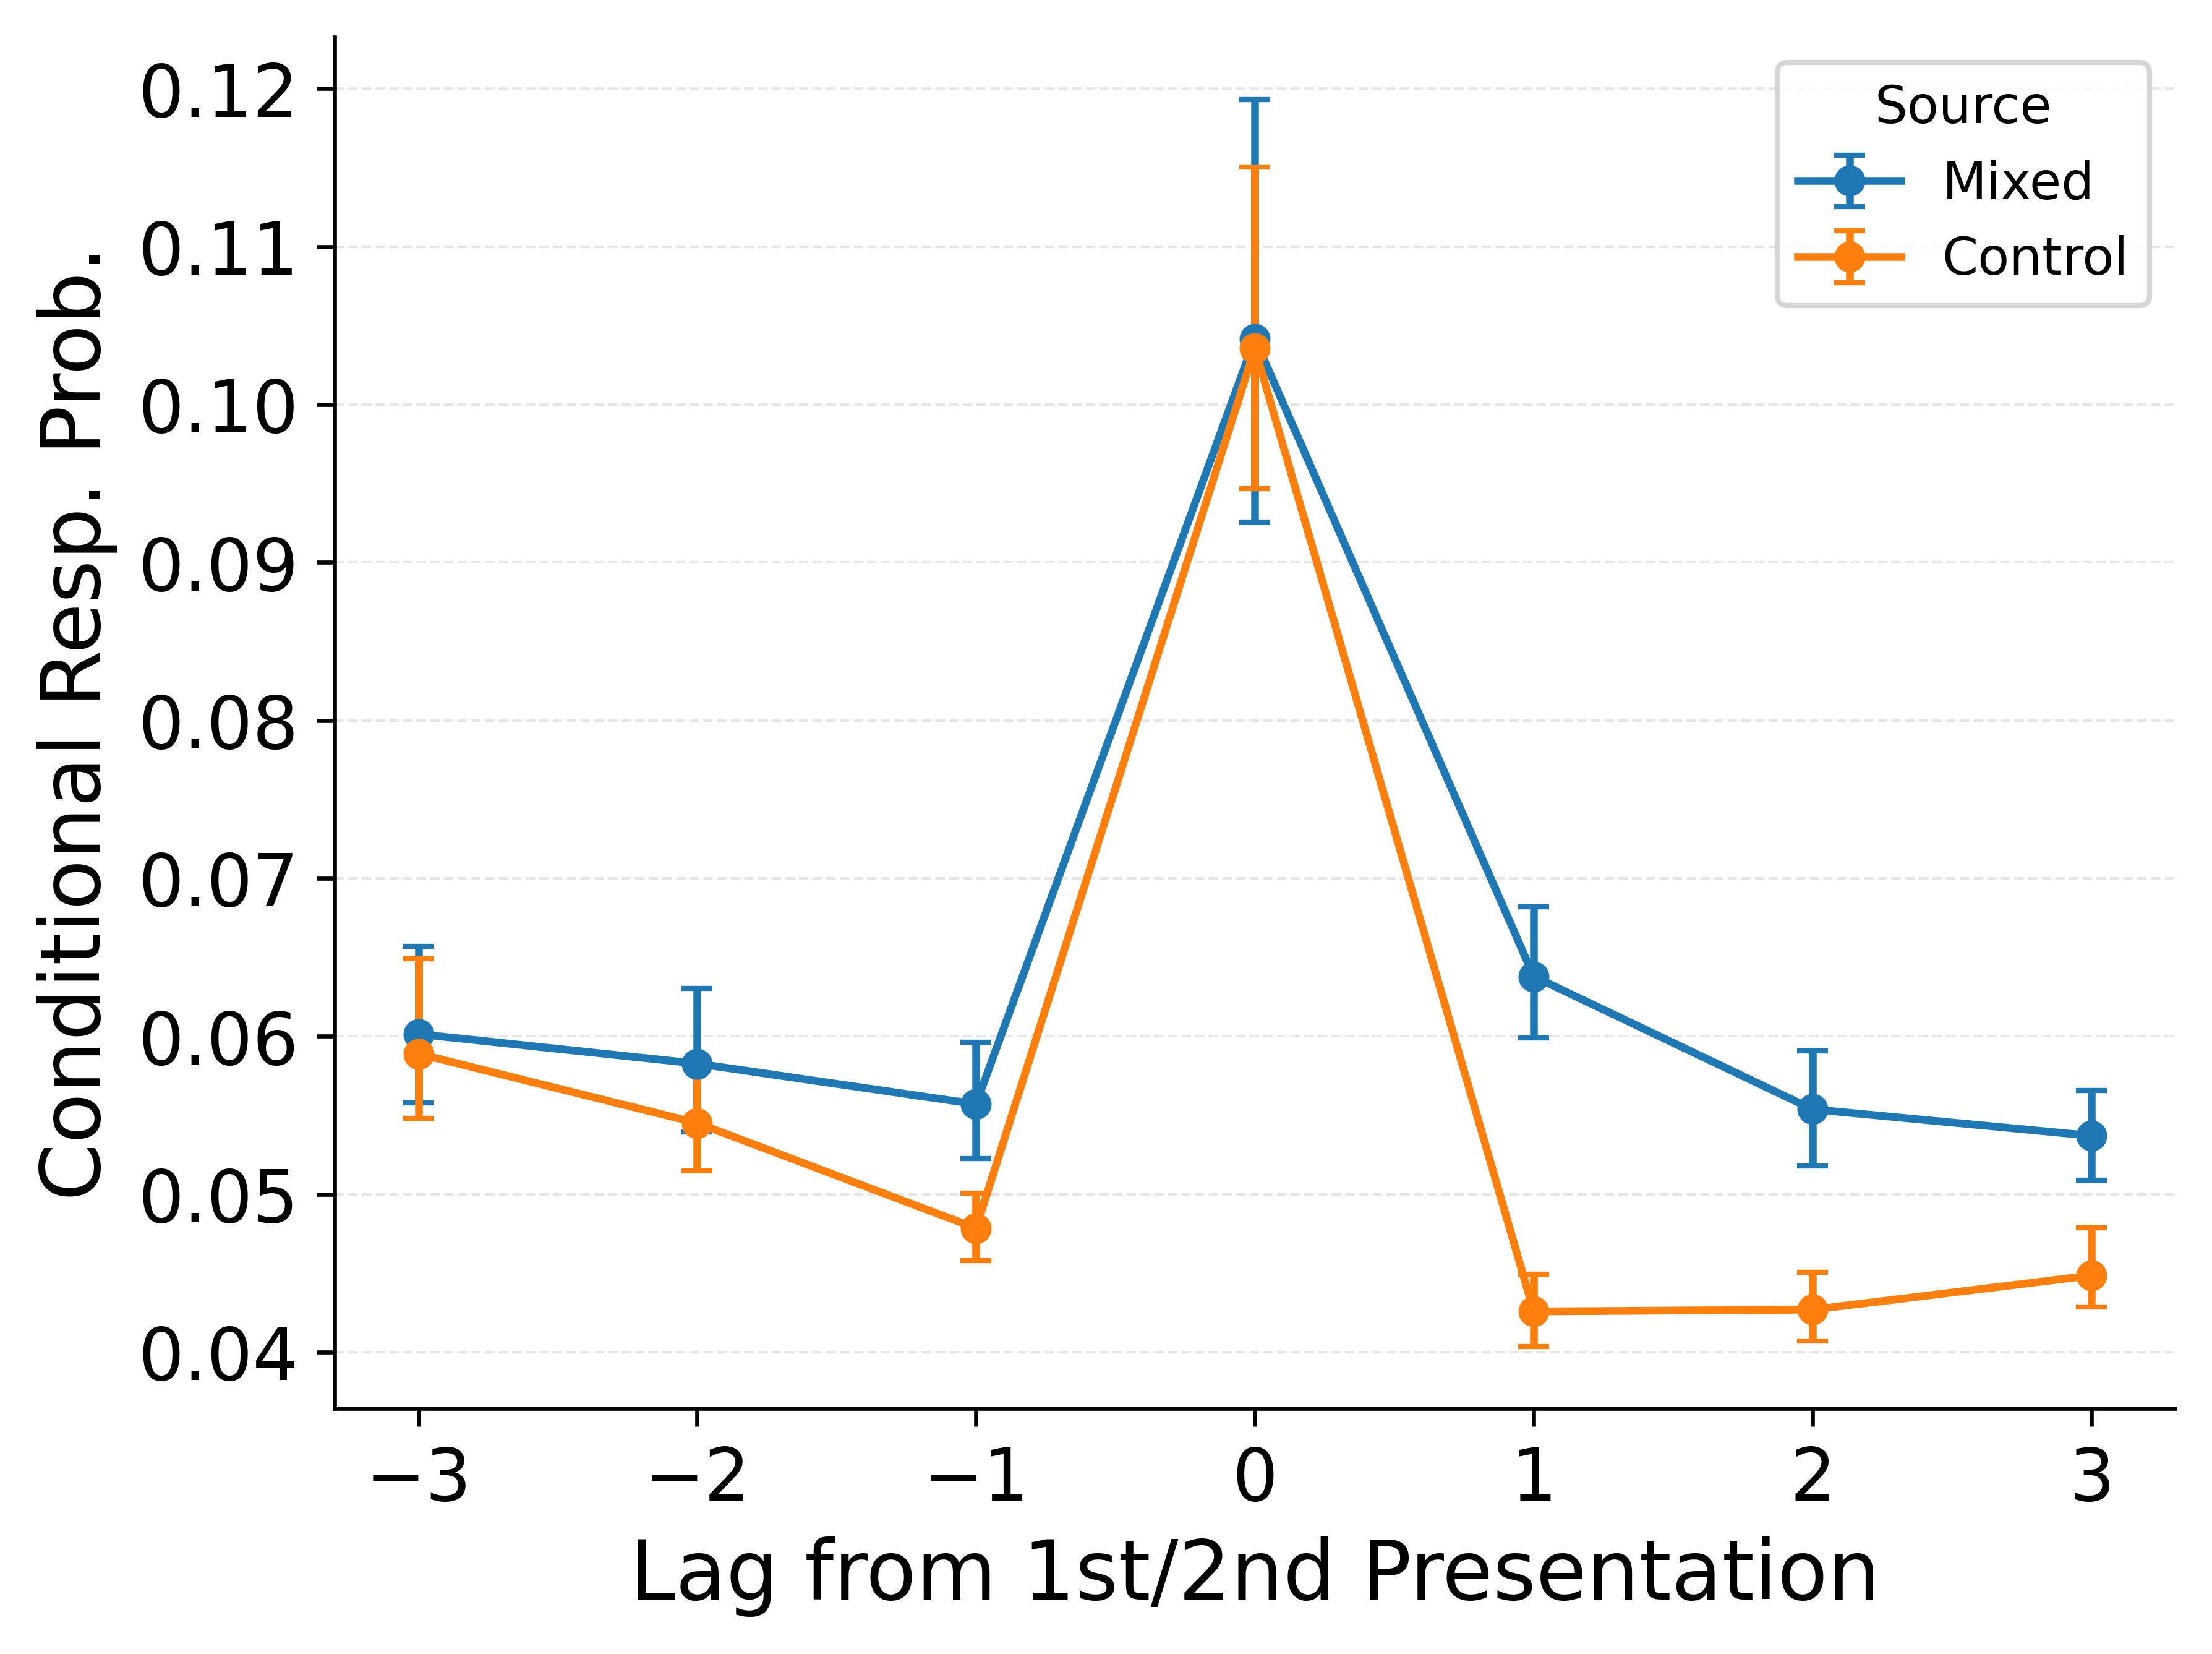 Conditional Resp. Prob.
0.12
0.11
0.10
0.09
0.08
0.07
0.06
0.05
0.04
Source
Mixed
Control
−3 −2 −1 0 1 2 3
Lag from 1st/2nd Presentation